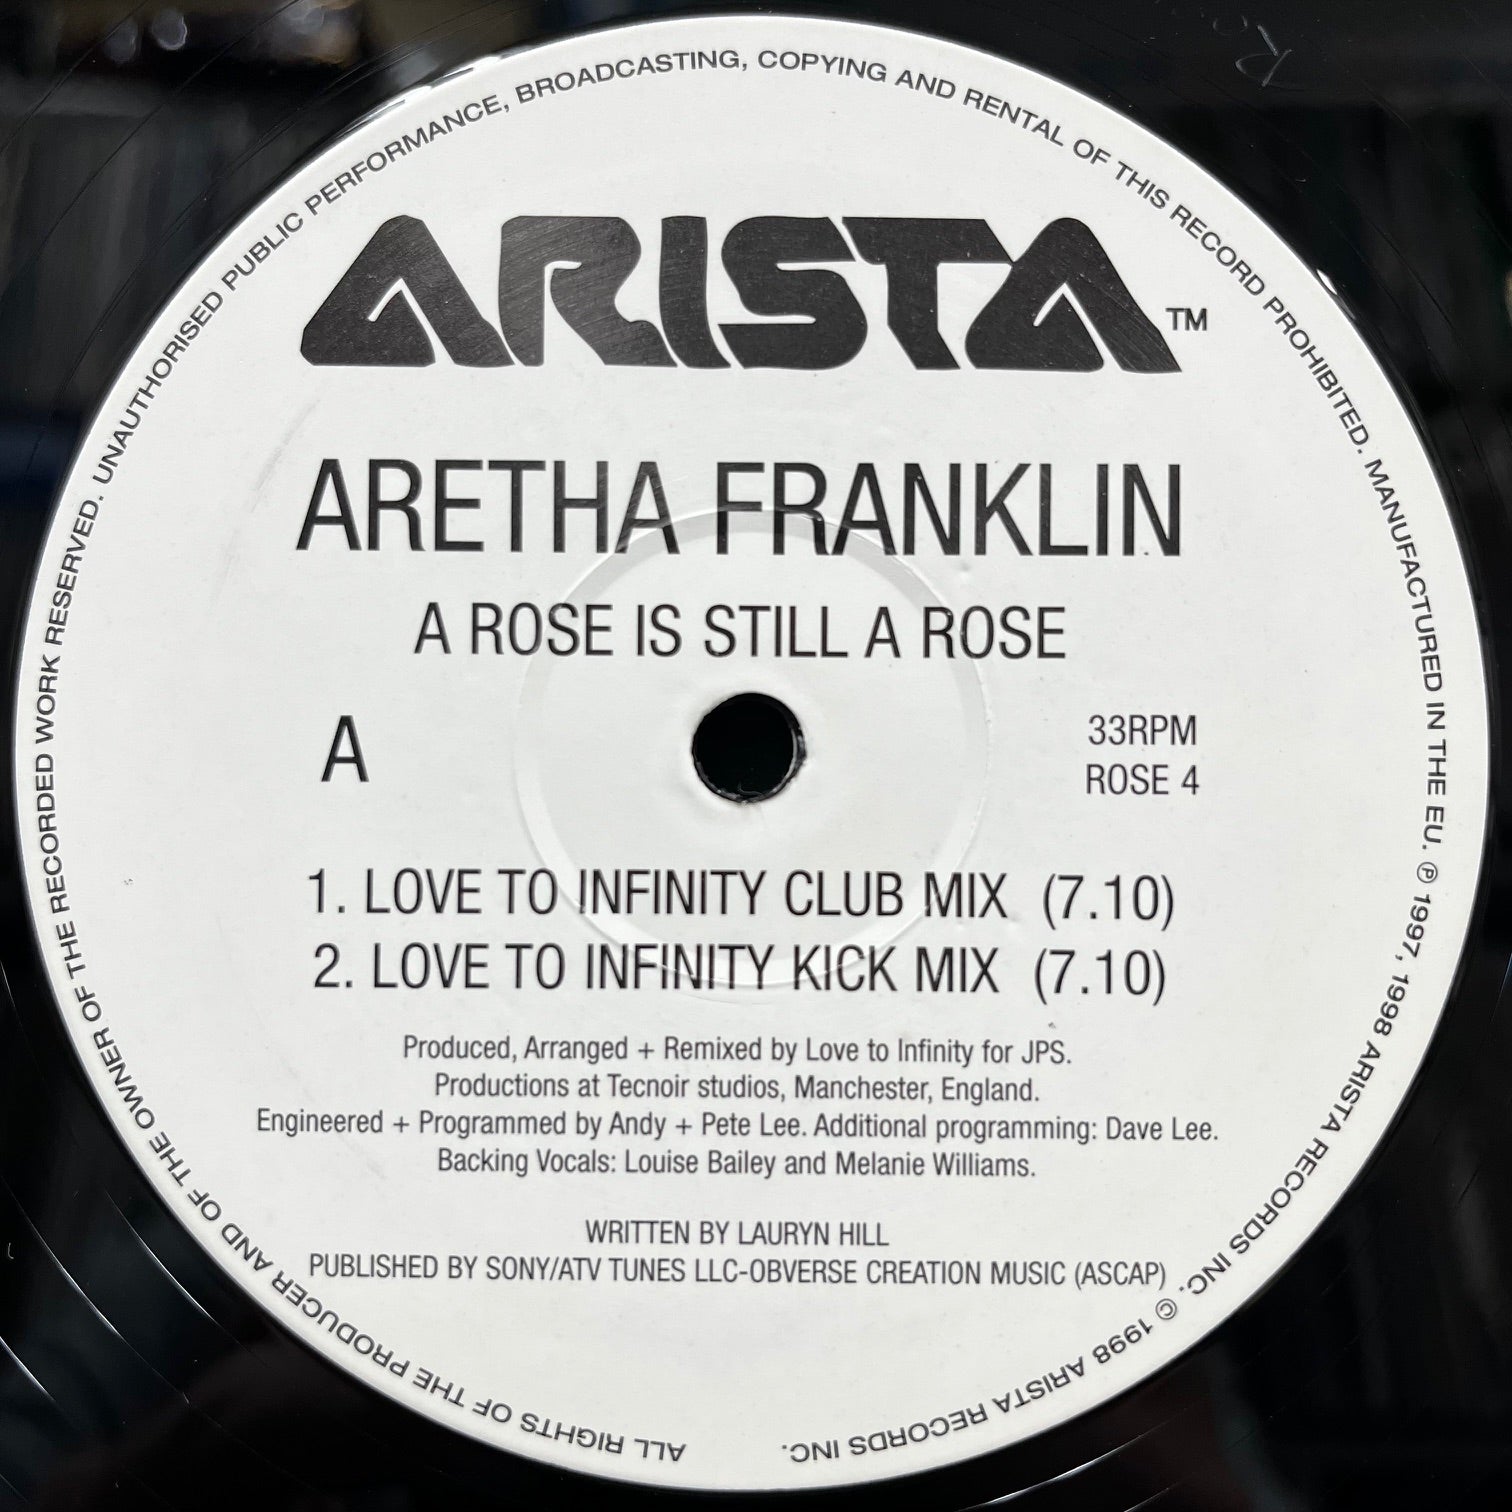 ARISTA™
ARETHA FRANKLIN
A ROSE IS STILL A ROSE
A
33RPM
ROSE 4
1. LOVE TO INFINITY CLUB MIX (7.10)
2. LOVE TO INFINITY KICK MIX (7.10)
Produced, Arranged + Remixed by Love to Infinity for JPS.
Productions at Tecnoir studios, Manchester, England.
Engineered + Programmed by Andy + Pete Lee. Additional programming: Dave Lee.
Backing Vocals: Louise Bailey and Melanie Williams.
WRITTEN BY LAURYN HILL
PUBLISHED BY SONY/ATV TUNES LLC-OBVERSE CREATION MUSIC (ASCAP)
ALL RIGHTS OF THE PRODUCER AND OF THE OWNER OF THE RECORDED WORK RESERVED. UNAUTHORISED PUBLIC PERFORMANCE, BROADCASTING, COPYING AND RENTAL OF THIS RECORD PROHIBITED. MANUFACTURED IN THE EU. ℗ 1997, 1998 ARISTA RECORDS INC. © 1998 ARISTA RECORDS INC.